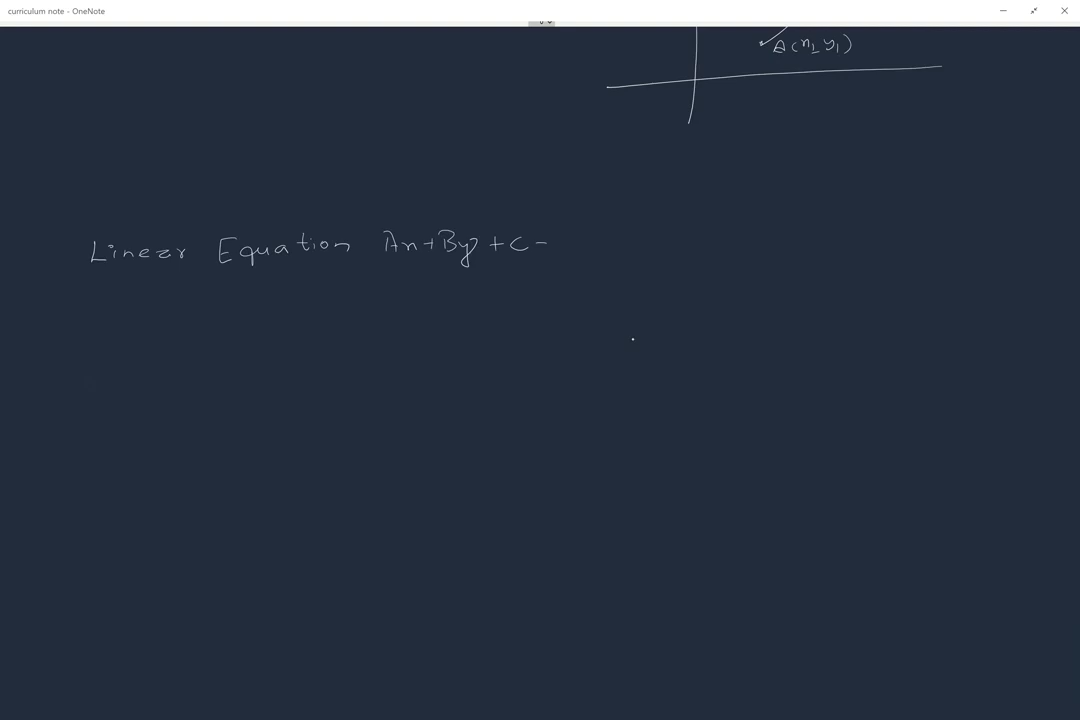 curriculum note - OneNote
A(x₁ y₁)
Linear Equation Ax+By+C -